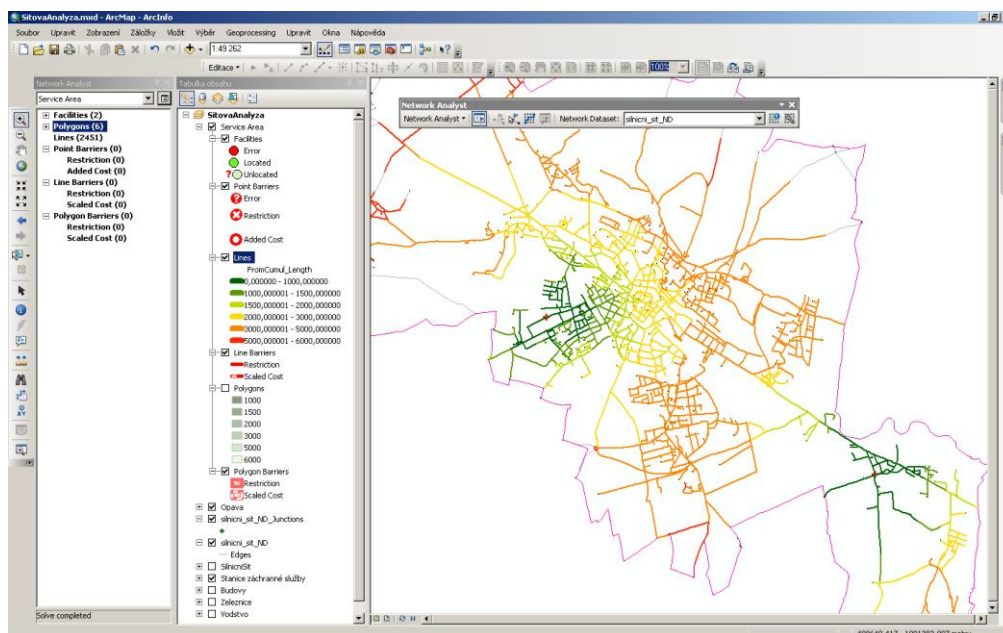 SitovaAnalyza.mxd - ArcMap - ArcInfo
Soubor Upravit Zobrazení Záložky Vložit Výběr Geoprocessing Upravit Okna Nápověda
1:49 262
Editace
100%
Network Analyst
Service Area
Facilities (2)
Polygons (6)
Lines (2451)
Point Barriers (0)
Restriction (0)
Added Cost (0)
Line Barriers (0)
Restriction (0)
Scaled Cost (0)
Polygon Barriers (0)
Restriction (0)
Scaled Cost (0)
Solve completed
Tabulka obsahu
SitovaAnalyza
Service Area
Facilities
Error
Located
Unlocated
Point Barriers
Error
Restriction
Added Cost
Lines
FromCumul_Length
0,000000 - 1000,000000
1000,000001 - 1500,000000
1500,000001 - 2000,000000
2000,000001 - 3000,000000
3000,000001 - 5000,000000
5000,000001 - 6000,000000
Line Barriers
Restriction
Scaled Cost
Polygons
1000
1500
2000
3000
5000
6000
Polygon Barriers
Restriction
Scaled Cost
Opava
silnicni_sit_ND_Junctions
silnicni_sit_ND
Edges
SilnicniSit
Stanice záchranné služby
Budovy
Zeleznice
Vodstvo
Network Analyst
Network Analyst Network Dataset: silnicni_sit_ND